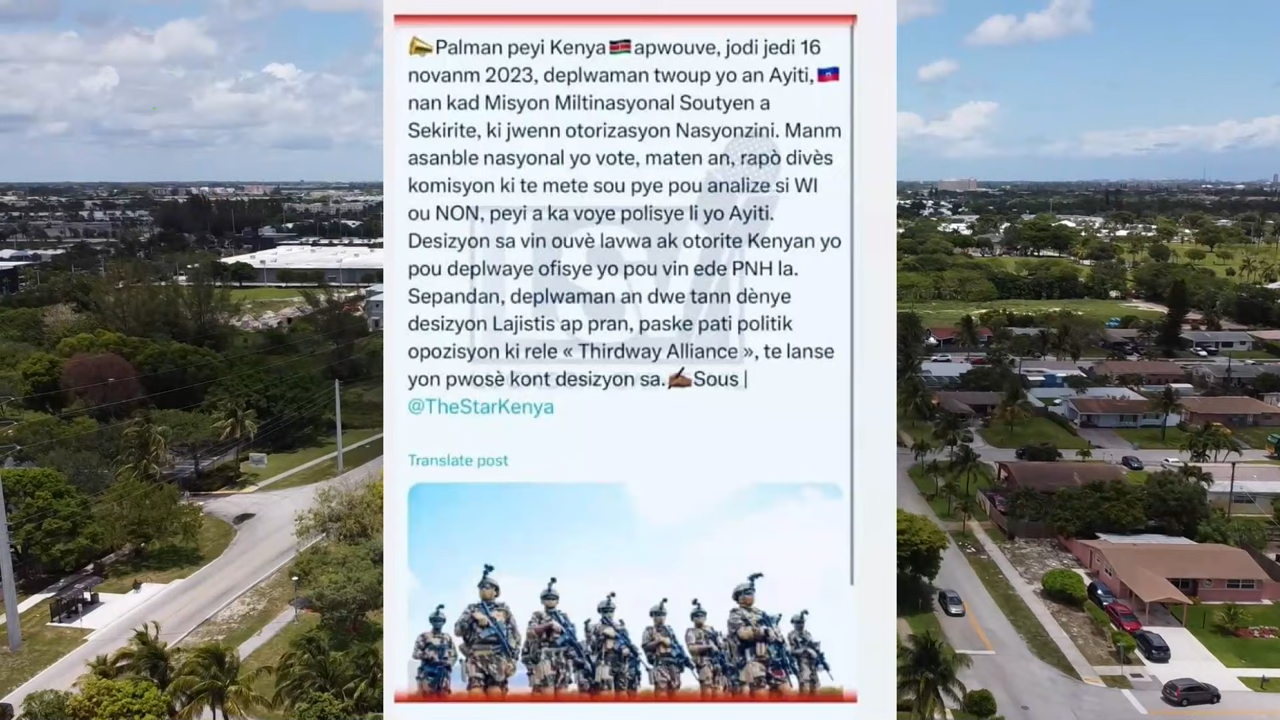 📣Palman peyi Kenya🇰🇪apwouve, jodi jedi 16
novanm 2023, deplwaman twoup yo an Ayiti,🇭🇹
nan kad Misyon Miltinasyonal Soutyen a
Sekirite, ki jwenn otorizasyon Nasyonzini. Manm
asanble nasyonal yo vote, maten an, rapò divès
komisyon ki te mete sou pye pou analize si WI
ou NON, peyi a ka voye polisye li yo Ayiti.
Desizyon sa vin ouvè lavwa ak otorite Kenyan yo
pou deplwaye ofisye yo pou vin ede PNH la.
Sepandan, deplwaman an dwe tann dènye
desizyon Lajistis ap pran, paske pati politik
opozisyon ki rele « Thirdway Alliance », te lanse
yon pwosè kont desizyon sa.✍🏾Sous |
@TheStarKenya
Translate post